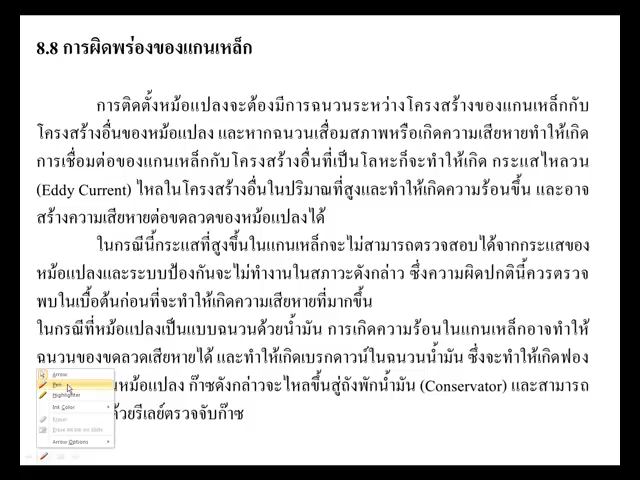 8.8 การผิดพร่องของแกนเหล็ก
การติดตั้งหม้อแปลงจะต้องมีการฉนวนระหว่างโครงสร้างของแกนเหล็กกับ
โครงสร้างอื่นของหม้อแปลง และหากฉนวนเสื่อมสภาพหรือเกิดความเสียหายทำให้เกิด
การเชื่อมต่อของแกนเหล็กกับโครงสร้างอื่นที่เป็นโลหะก็จะทำให้เกิด กระแสไหลวน
(Eddy Current) ไหลในโครงสร้างอื่นในปริมาณที่สูงและทำให้เกิดความร้อนขึ้น และอาจ
สร้างความเสียหายต่อขดลวดของหม้อแปลงได้
ในกรณีนี้กระแสที่สูงขึ้นในแกนเหล็กจะไม่สามารถตรวจสอบได้จากกระแสของ
หม้อแปลงและระบบป้องกันจะไม่ทำงานในสภาวะดังกล่าว ซึ่งความผิดปกตินี้ควรตรวจ
พบในเบื้อต้นก่อนที่จะทำให้เกิดความเสียหายที่มากขึ้น
ในกรณีที่หม้อแปลงเป็นแบบฉนวนด้วยน้ำมัน การเกิดความร้อนในแกนเหล็กอาจทำให้
ฉนวนของขดลวดเสียหายได้ และทำให้เกิดเบรกดาวน์ในฉนวนน้ำมัน ซึ่งจะทำให้เกิดฟอง
นหม้อแปลง ก๊าซดังกล่าวจะไหลขึ้นสู่ถังพักน้ำมัน (Conservator) และสามารถ
ด้วยรีเลย์ตรวจจับก๊าซ
Arrow
Pen
Highlighter
Ink Color
Eraser
Erase All Ink on Slide
Arrow Options